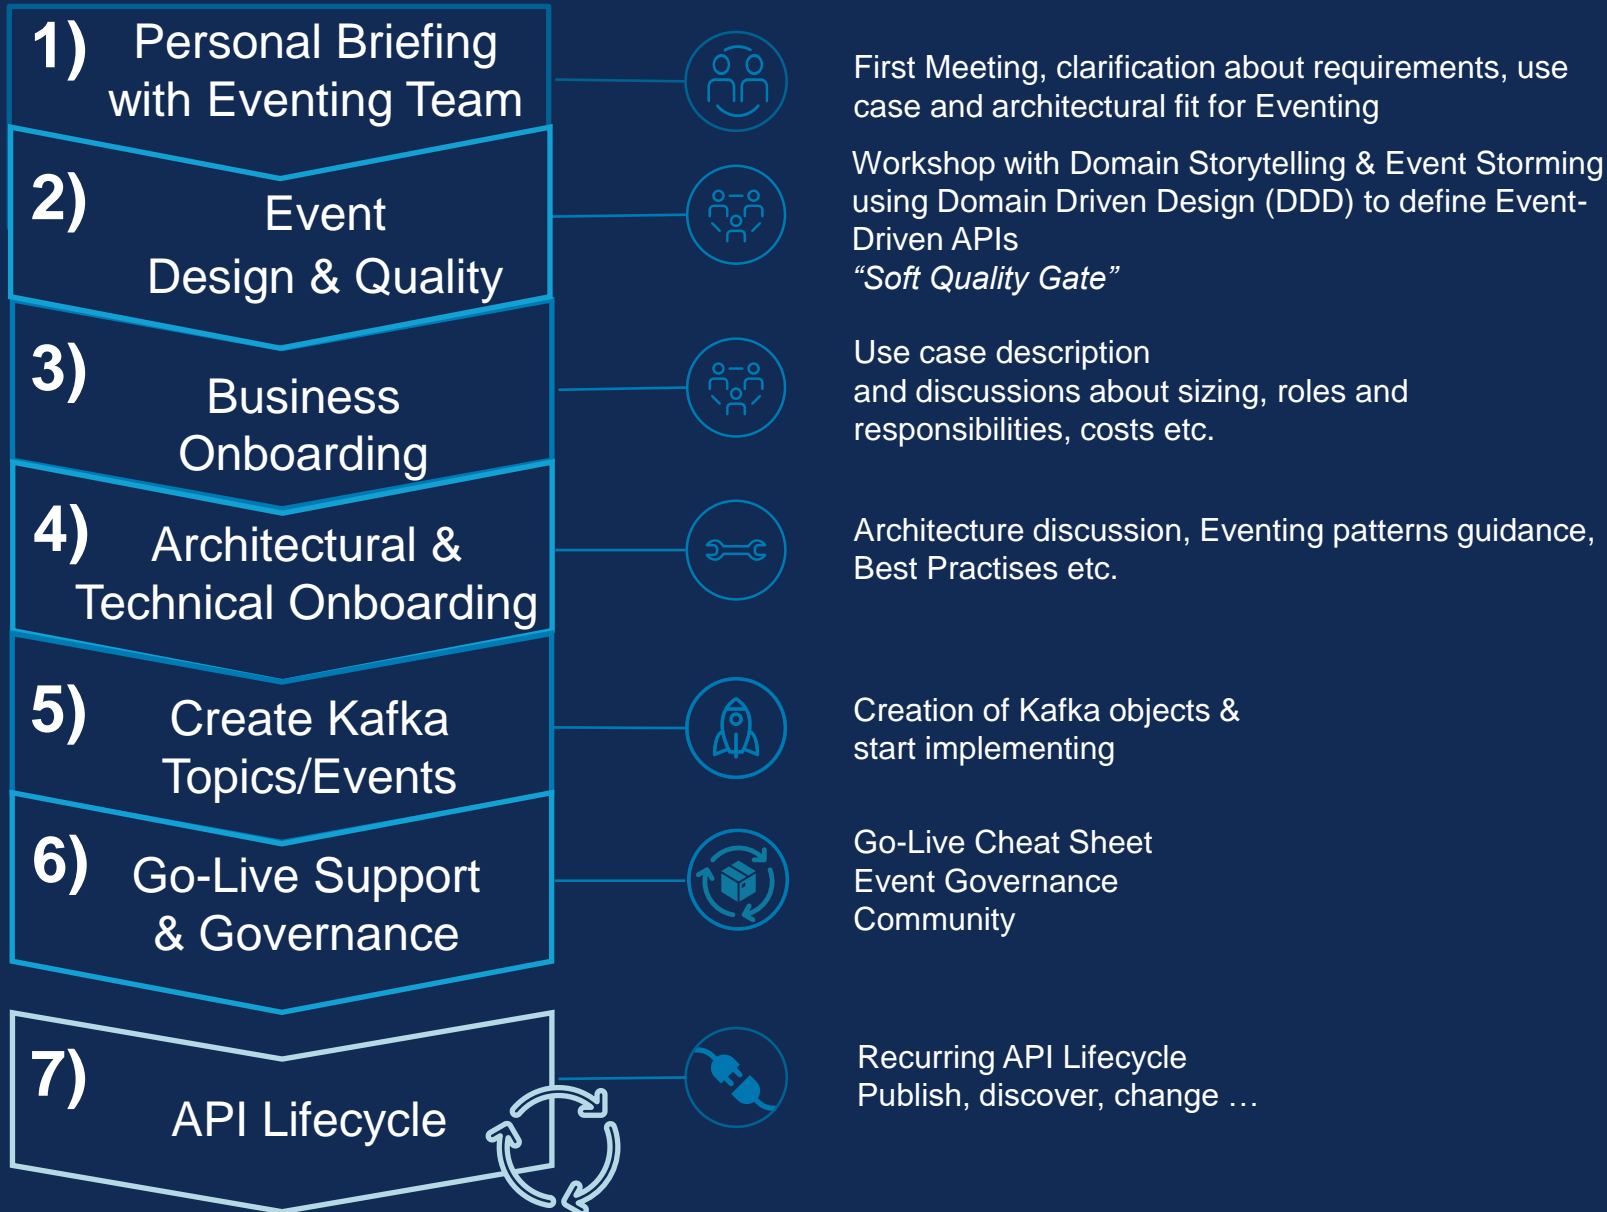 1)
Personal Briefing
with Eventing Team
First Meeting, clarification about requirements, use
case and architectural fit for Eventing
2)
Event
Design & Quality
Workshop with Domain Storytelling & Event Storming
using Domain Driven Design (DDD) to define Event-
Driven APIs
“Soft Quality Gate”
3)
Business
Onboarding
Use case description
and discussions about sizing, roles and
responsibilities, costs etc.
4)
Architectural &
Technical Onboarding
Architecture discussion, Eventing patterns guidance,
Best Practises etc.
5)
Create Kafka
Topics/Events
Creation of Kafka objects &
start implementing
6)
Go-Live Support
& Governance
Go-Live Cheat Sheet
Event Governance
Community
7)
API Lifecycle
Recurring API Lifecycle
Publish, discover, change …